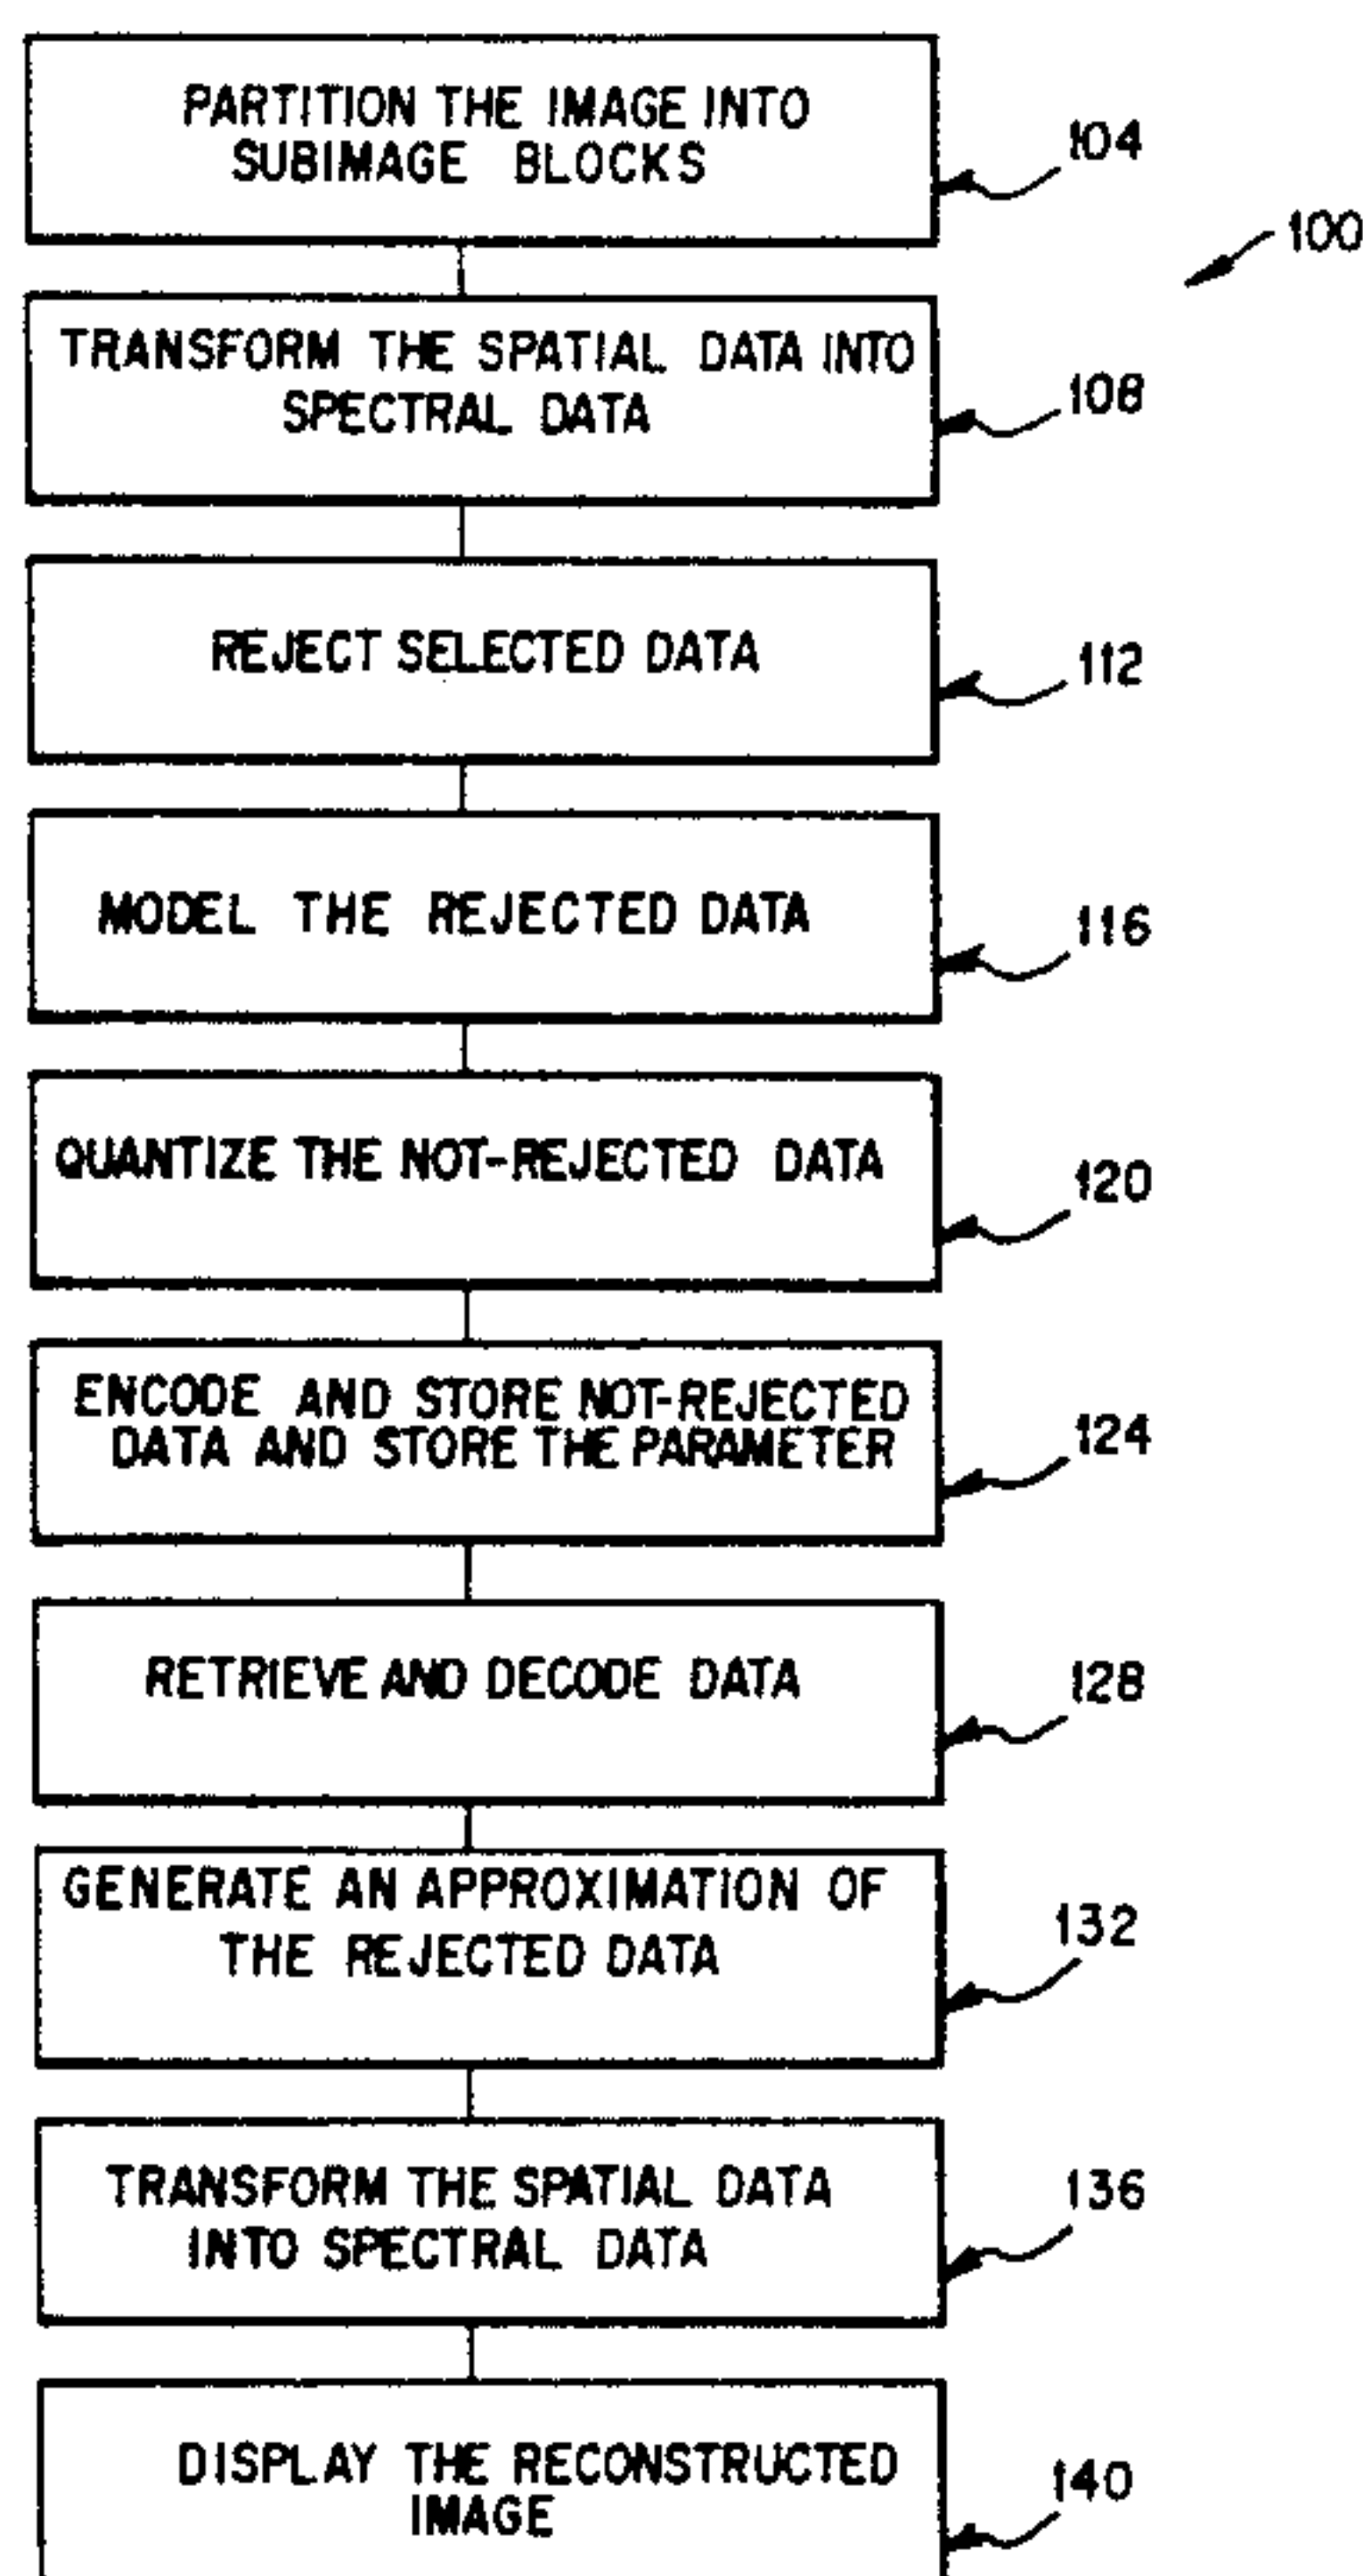 PARTITION THE IMAGE INTO
SUBIMAGE BLOCKS
104
100
TRANSFORM THE SPATIAL DATA INTO
SPECTRAL DATA
108
REJECT SELECTED DATA
112
MODEL THE REJECTED DATA
116
QUANTIZE THE NOT-REJECTED DATA
120
ENCODE AND STORE NOT-REJECTED
DATA AND STORE THE PARAMETER
124
RETRIEVE AND DECODE DATA
128
GENERATE AN APPROXIMATION OF
THE REJECTED DATA
132
TRANSFORM THE SPATIAL DATA
INTO SPECTRAL DATA
136
DISPLAY THE RECONSTRUCTED
IMAGE
140